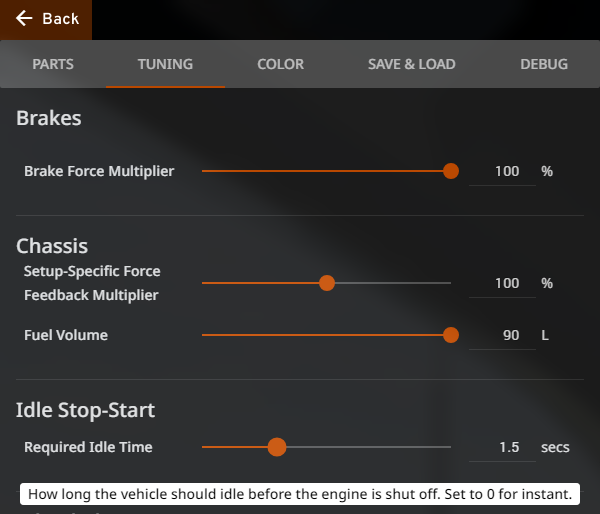 Back
PARTS TUNING COLOR SAVE & LOAD DEBUG
Brakes
Brake Force Multiplier 100 %
Chassis
Setup-Specific Force
Feedback Multiplier 100 %
Fuel Volume 90 L
Idle Stop-Start
Required Idle Time 1.5 secs
How long the vehicle should idle before the engine is shut off. Set to 0 for instant.